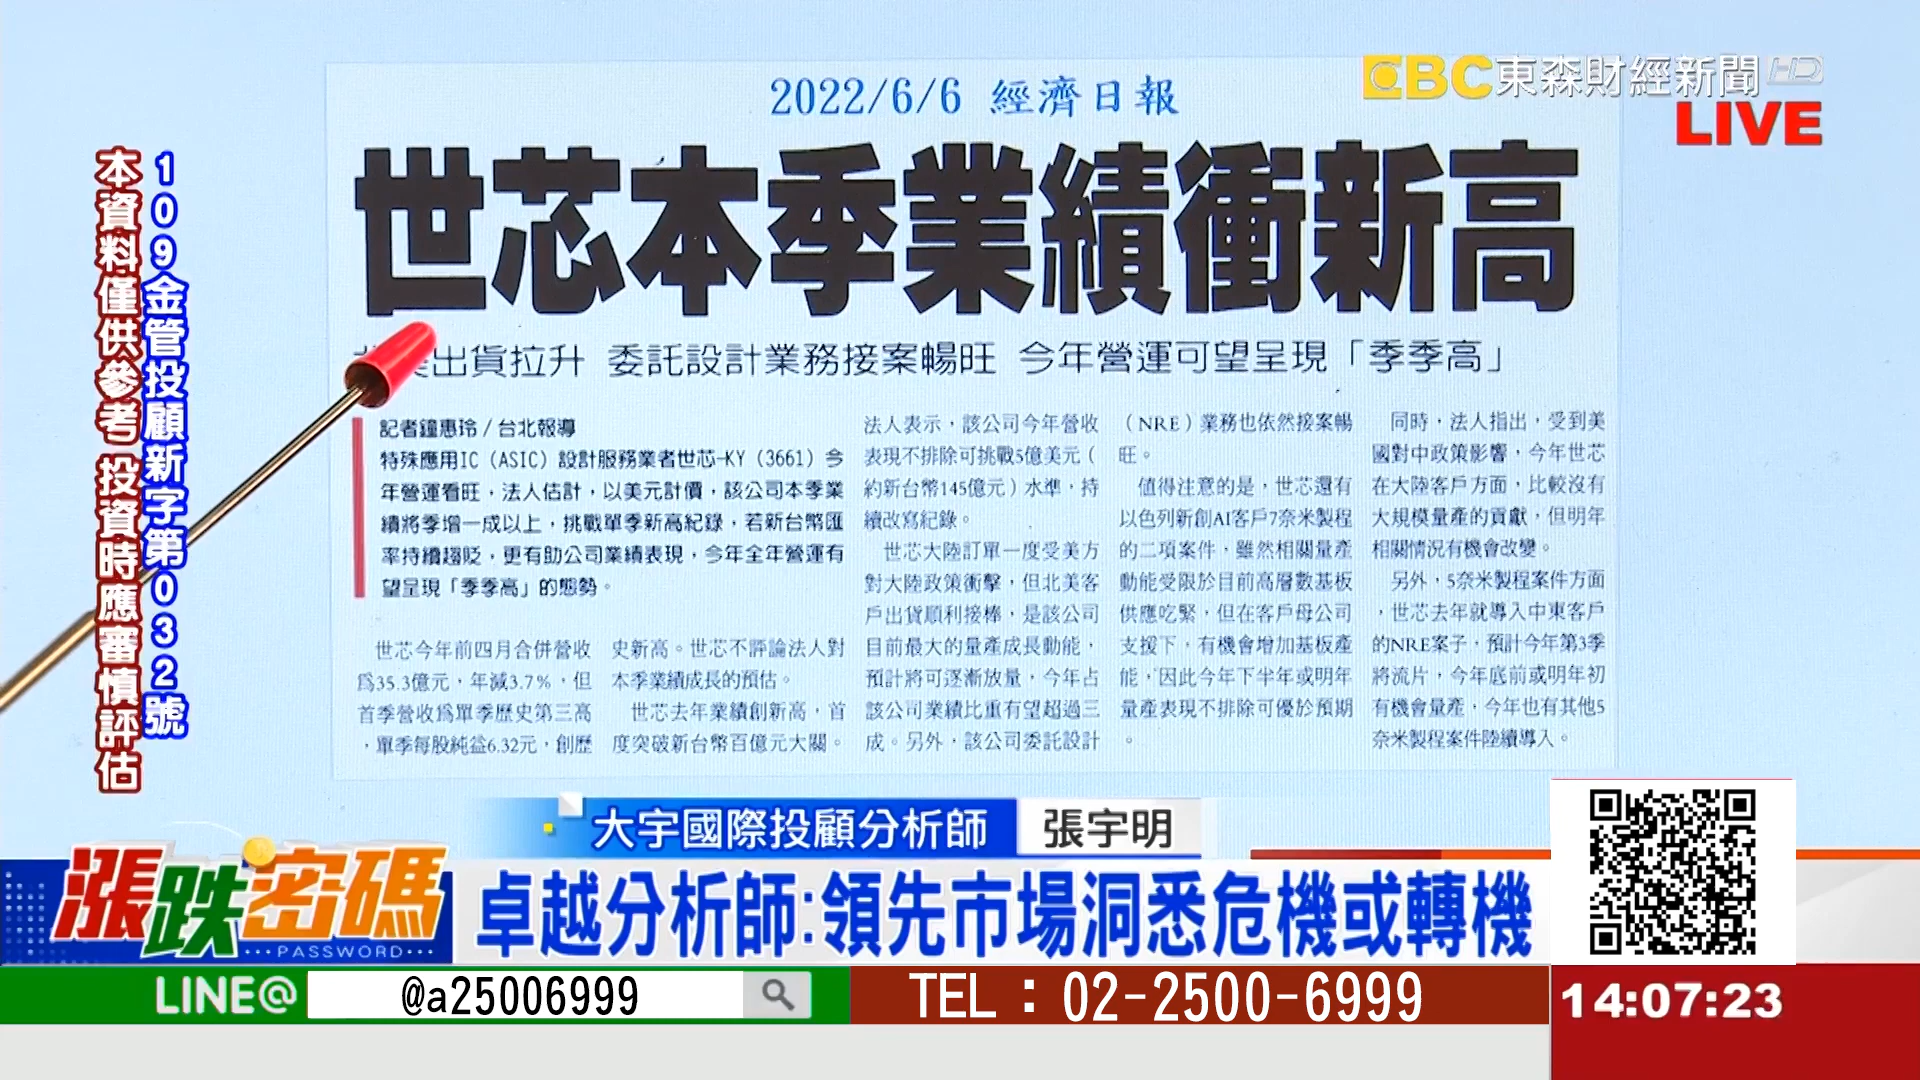 2022/6/6 經濟日報
EBC東森財經新聞HD
LIVE
世芯本季業績衝新高
出貨拉升 委託設計業務接案暢旺 今年營運可望呈現「季季高」
109金管投顧新字第032號
本資料僅供參考 投資時應審慎評估
記者鐘惠玲/台北報導
特殊應用IC(ASIC)設計服務業者世芯-KY(3661)今
年營運看旺,法人估計,以美元計價,該公司本季業
績將季增一成以上,挑戰單季新高紀錄,若新台幣匯
率持續趨貶,更有助公司業績表現,今年全年營運有
望呈現「季季高」的態勢。
世芯今年前四月合併營收
為35.3億元,年減3.7%,但
首季營收為單季歷史第三高
,單季每股純益6.32元,創歷
史新高。世芯不評論法人對
本季業績成長的預估。
世芯去年業績創新高,首
度突破新台幣百億元大關。
法人表示,該公司今年營收
表現不排除可挑戰5億美元(
約新台幣145億元)水準,持
續改寫紀錄。
世芯大陸訂單一度受美方
對大陸政策衝擊,但北美客
戶出貨順利接棒,是該公司
目前最大的量產成長動能,
預計將可逐漸放量,今年占
該公司業績比重有望超過三
成。另外,該公司委託設計
(NRE)業務也依然接案暢
旺。
值得注意的是,世芯還有
以色列新創AI客戶7奈米製程
的二項案件,雖然相關量產
動能受限於目前高層數基板
供應吃緊,但在客戶母公司
支援下,有機會增加基板產
能,因此今年下半年或明年
量產表現不排除可優於預期
。
同時,法人指出,受到美
國對中政策影響,今年世芯
在大陸客戶方面,比較沒有
大規模量產的貢獻,但明年
相關情況有機會改變。
另外,5奈米製程案件方面
,世芯去年就導入中東客戶
的NRE案子,預計今年第3季
將流片,今年底前或明年初
有機會量產,今年也有其他5
奈米製程案件陸續導入。
大宇國際投顧分析師 張宇明
漲跌密碼
PASSWORD
卓越分析師:領先市場洞悉危機或轉機
LINE@ @a25006999
TEL:02-2500-6999
14:07:23